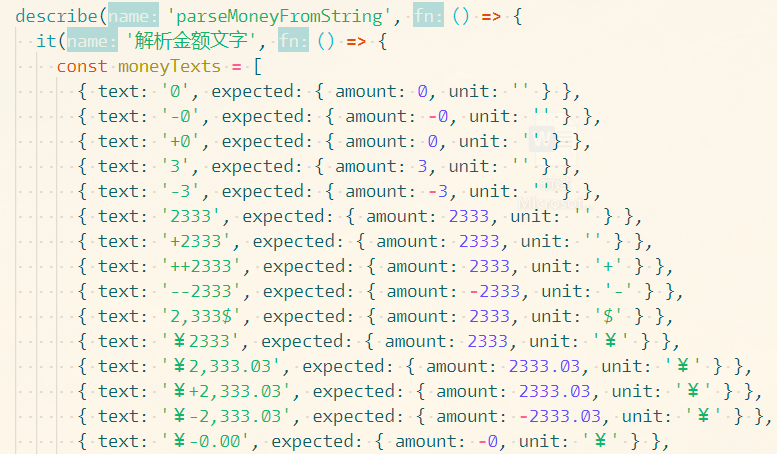 describe(name: 'parseMoneyFromString', fn: () => {
it(name: '解析金额文字', fn: () => {
const moneyTexts = [
{ text: '0', expected: { amount: 0, unit: '' } },
{ text: '-0', expected: { amount: -0, unit: '' } },
{ text: '+0', expected: { amount: 0, unit: '' } },
{ text: '3', expected: { amount: 3, unit: '' } },
{ text: '-3', expected: { amount: -3, unit: '' } },
{ text: '2333', expected: { amount: 2333, unit: '' } },
{ text: '+2333', expected: { amount: 2333, unit: '' } },
{ text: '++2333', expected: { amount: 2333, unit: '+' } },
{ text: '--2333', expected: { amount: -2333, unit: '-' } },
{ text: '2,333$', expected: { amount: 2333, unit: '$' } },
{ text: '¥2333', expected: { amount: 2333, unit: '¥' } },
{ text: '¥2,333.03', expected: { amount: 2333.03, unit: '¥' } },
{ text: '¥+2,333.03', expected: { amount: 2333.03, unit: '¥' } },
{ text: '¥-2,333.03', expected: { amount: -2333.03, unit: '¥' } },
{ text: '¥-0.00', expected: { amount: -0, unit: '¥' } },